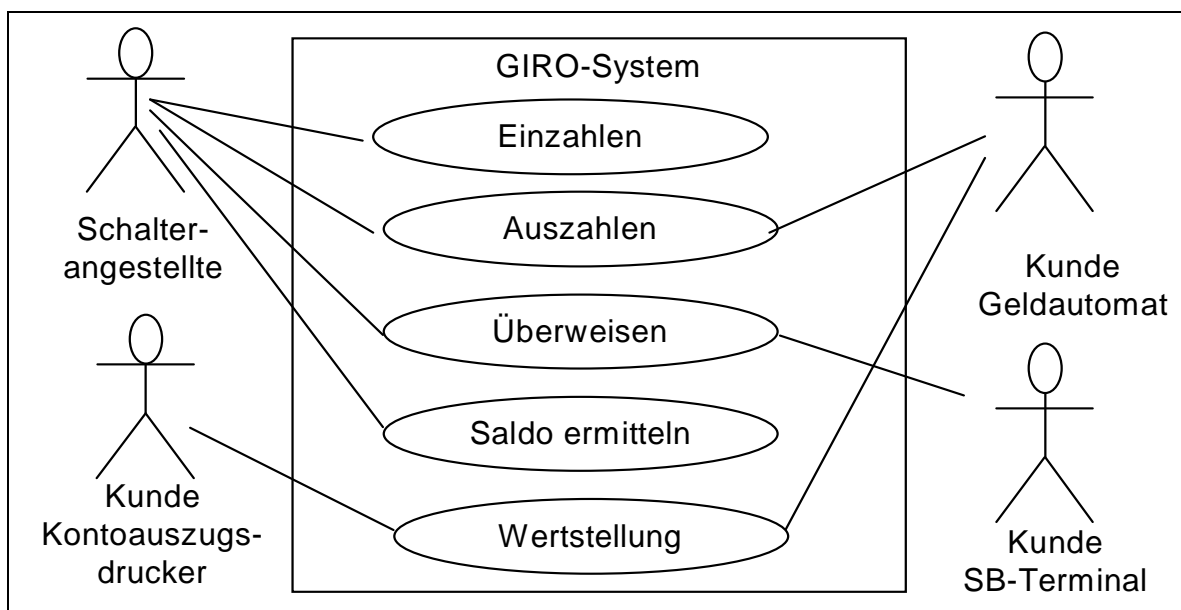 GIRO-System
Einzahlen
Auszahlen
Überweisen
Saldo ermitteln
Wertstellung
Schalter-
angestellte
Kunde
Kontoauszugs-
drucker
Kunde
Geldautomat
Kunde
SB-Terminal